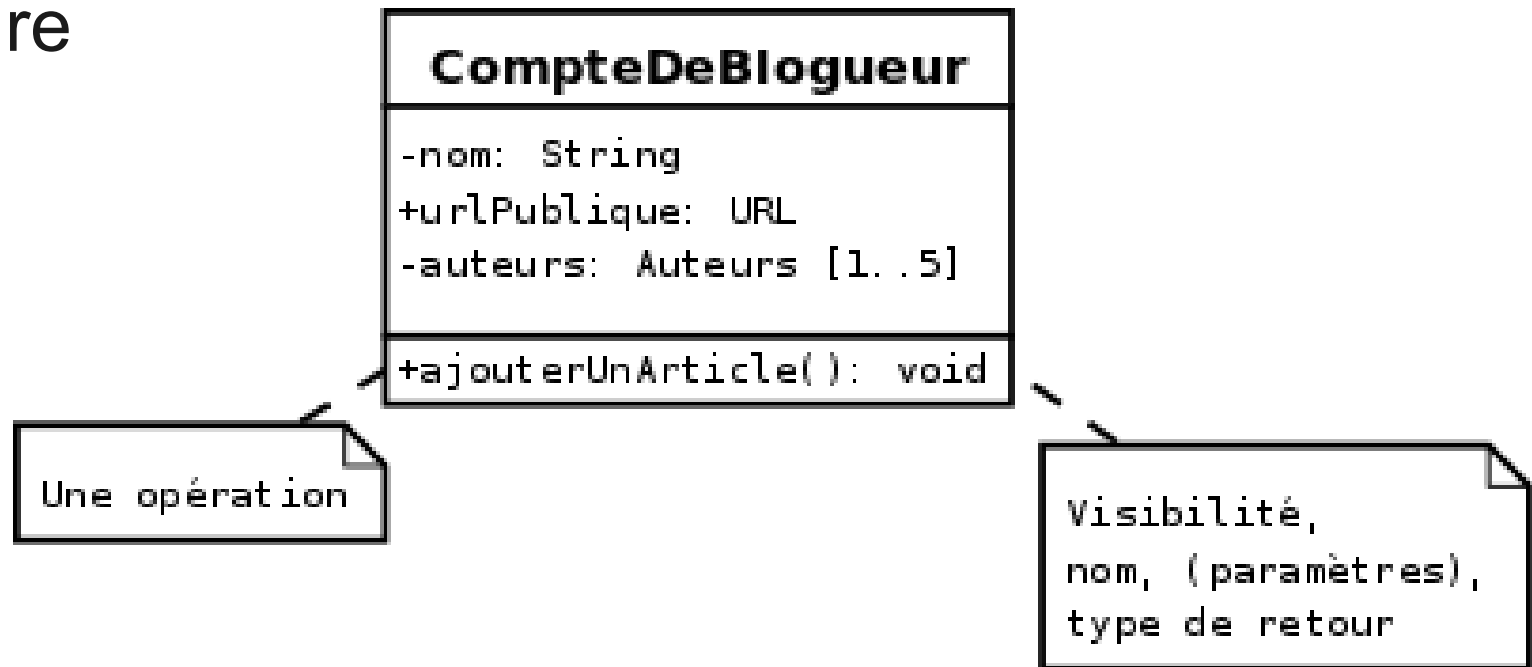 re
CompteDeBlogueur
-nom: String
+urlPublique: URL
-auteurs: Auteurs [1..5]
+ajouterUnArticle(): void
Une opération
Visibilité,
nom, (paramètres),
type de retour